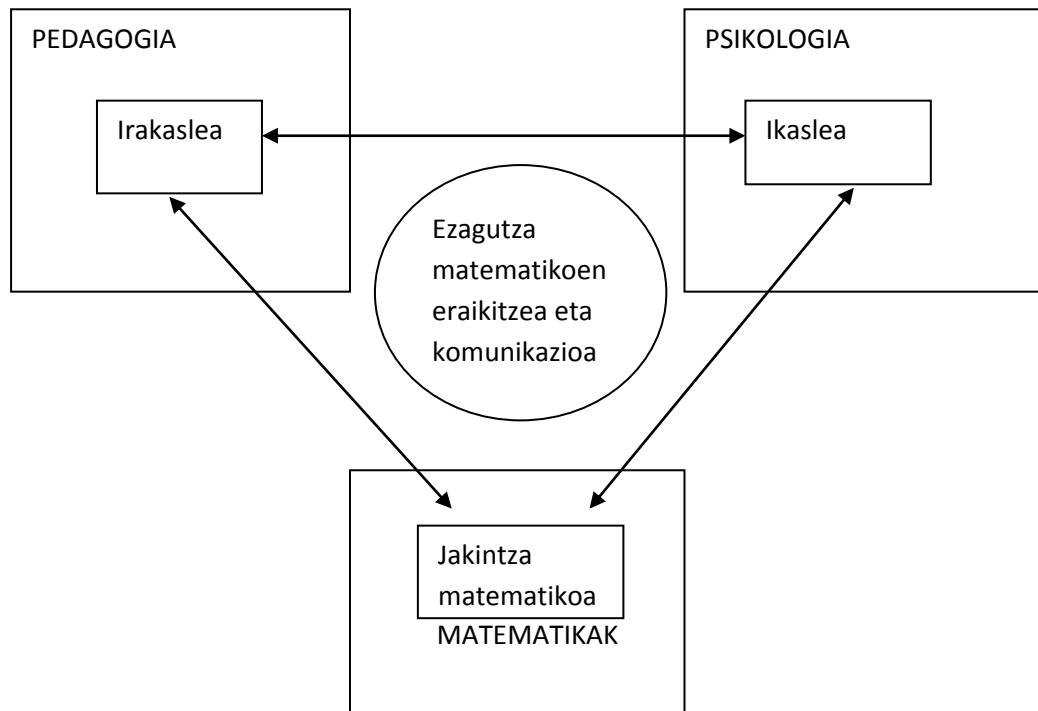 PEDAGOGIA
PSIKOLOGIA
Irakaslea
Ikaslea
Ezagutza
matematikoen
eraikitzea eta
komunikazioa
Jakintza
matematikoa
MATEMATIKAK